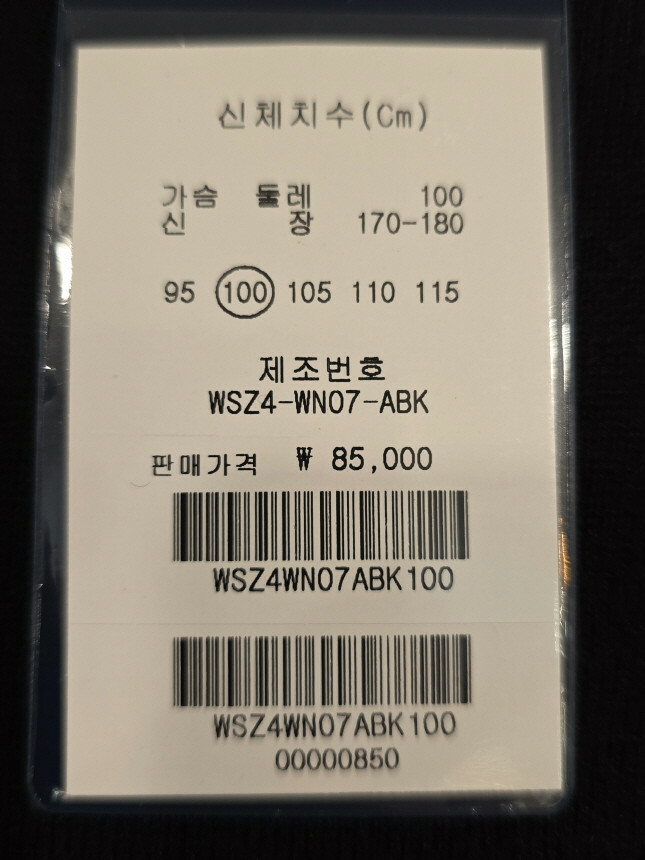 신체치수(Cm)
가슴 둘레 100
신 장 170-180
95 100 105 110 115
제조번호
WSZ4-WN07-ABK
판매가격 ₩ 85,000
WSZ4WN07ABK100
WSZ4WN07ABK100
00000850